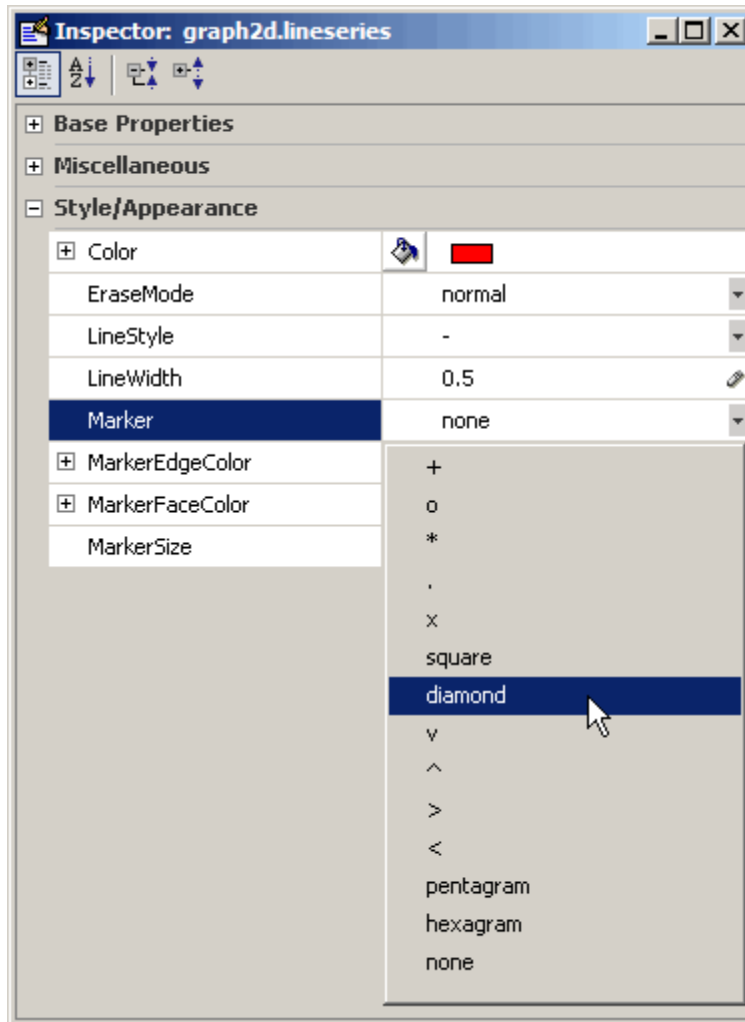 Inspector: graph2d.lineseries
Base Properties
Miscellaneous
Style/Appearance
Color
EraseMode normal
LineStyle -
LineWidth 0.5
Marker none
MarkerEdgeColor
MarkerFaceColor
MarkerSize
+
o
*
.
x
square
diamond
v
^
>
<
pentagram
hexagram
none